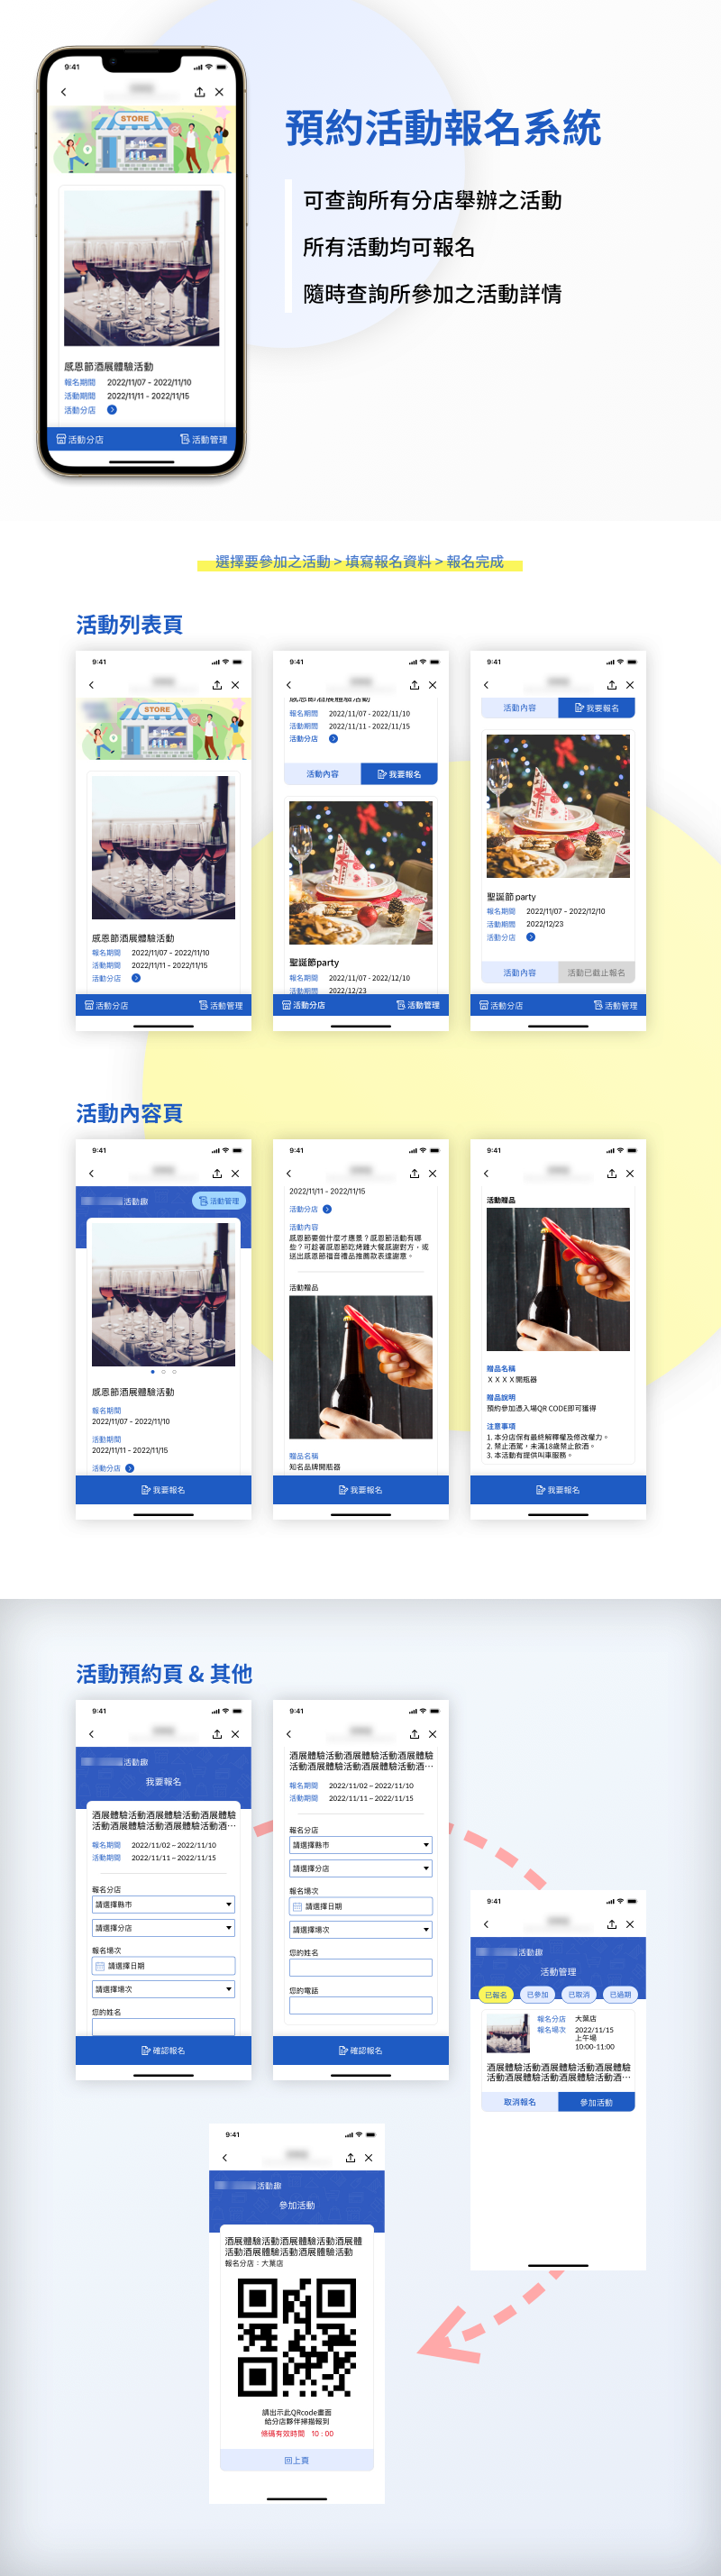 9:41
STORE
感恩節酒展體驗活動
報名期間 2022/11/07 - 2022/11/10
活動期間 2022/11/11 - 2022/11/15
活動分店
活動分店 活動管理
預約活動報名系統
可查詢所有分店舉辦之活動
所有活動均可報名
隨時查詢所參加之活動詳情
選擇要參加之活動 > 填寫報名資料 > 報名完成
活動列表頁
9:41
STORE
感恩節酒展體驗活動
報名期間 2022/11/07 - 2022/11/10
活動期間 2022/11/11 - 2022/11/15
活動分店
活動分店 活動管理
9:41
感恩節酒展體驗活動
報名期間 2022/11/07 - 2022/11/10
活動期間 2022/11/11 - 2022/11/15
活動分店
活動內容 我要報名
聖誕節party
報名期間 2022/11/07 - 2022/12/10
活動期間 2022/12/23
活動分店 活動管理
9:41
活動內容 我要報名
聖誕節party
報名期間 2022/11/07 - 2022/12/10
活動期間 2022/12/23
活動分店
活動內容 活動已截止報名
活動分店 活動管理
活動內容頁
9:41
活動趣 活動管理
感恩節酒展體驗活動
報名期間
2022/11/07 - 2022/11/10
活動期間
2022/11/11 - 2022/11/15
活動分店
我要報名
9:41
2022/11/11 - 2022/11/15
活動分店
活動內容
感恩節要做什麼才應景？感恩節活動有哪
些？可趁著感恩節吃烤雞大餐感謝對方，或
送出感恩節福音禮品推薦款表達謝意。
活動贈品
贈品名稱
知名品牌開瓶器
我要報名
9:41
活動贈品
贈品名稱
ＸＸＸＸ開瓶器
贈品說明
預約參加憑入場QR CODE即可獲得
注意事項
1. 本分店保有最終解釋權及修改權力。
2. 禁止酒駕，未滿18歲禁止飲酒。
3. 本活動有提供叫車服務。
我要報名
活動預約頁 & 其他
9:41
活動趣
我要報名
酒展體驗活動酒展體驗活動酒展體驗
活動酒展體驗活動酒展體驗活動酒…
報名期間 2022/11/02 ~ 2022/11/10
活動期間 2022/11/11 ~ 2022/11/15
報名分店
請選擇縣市
請選擇分店
報名場次
請選擇日期
請選擇場次
您的姓名
確認報名
9:41
酒展體驗活動酒展體驗活動酒展體驗
活動酒展體驗活動酒展體驗活動酒…
報名期間 2022/11/02 ~ 2022/11/10
活動期間 2022/11/11 ~ 2022/11/15
報名分店
請選擇縣市
請選擇分店
報名場次
請選擇日期
請選擇場次
您的姓名
您的電話
確認報名
9:41
活動趣
活動管理
已報名 已參加 已取消 已過期
報名分店 大葉店
報名場次 2022/11/15
上午場
10:00-11:00
酒展體驗活動酒展體驗活動酒展體驗
活動酒展體驗活動酒展體驗活動酒…
取消報名 參加活動
9:41
活動趣
參加活動
酒展體驗活動酒展體驗活動酒展體
活動酒展體驗活動酒展體驗活動
報名分店：大葉店
請出示此QRcode畫面
給分店夥伴掃描報到
條碼有效時間 10：00
回上頁